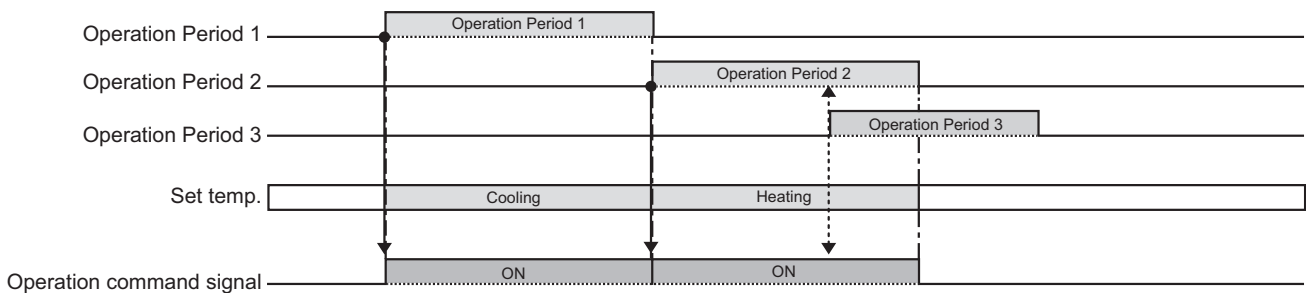 Operation Period 1
Operation Period 1
Operation Period 2
Operation Period 2
Operation Period 3
Operation Period 3
Set temp.
Cooling
Heating
Operation command signal
ON
ON